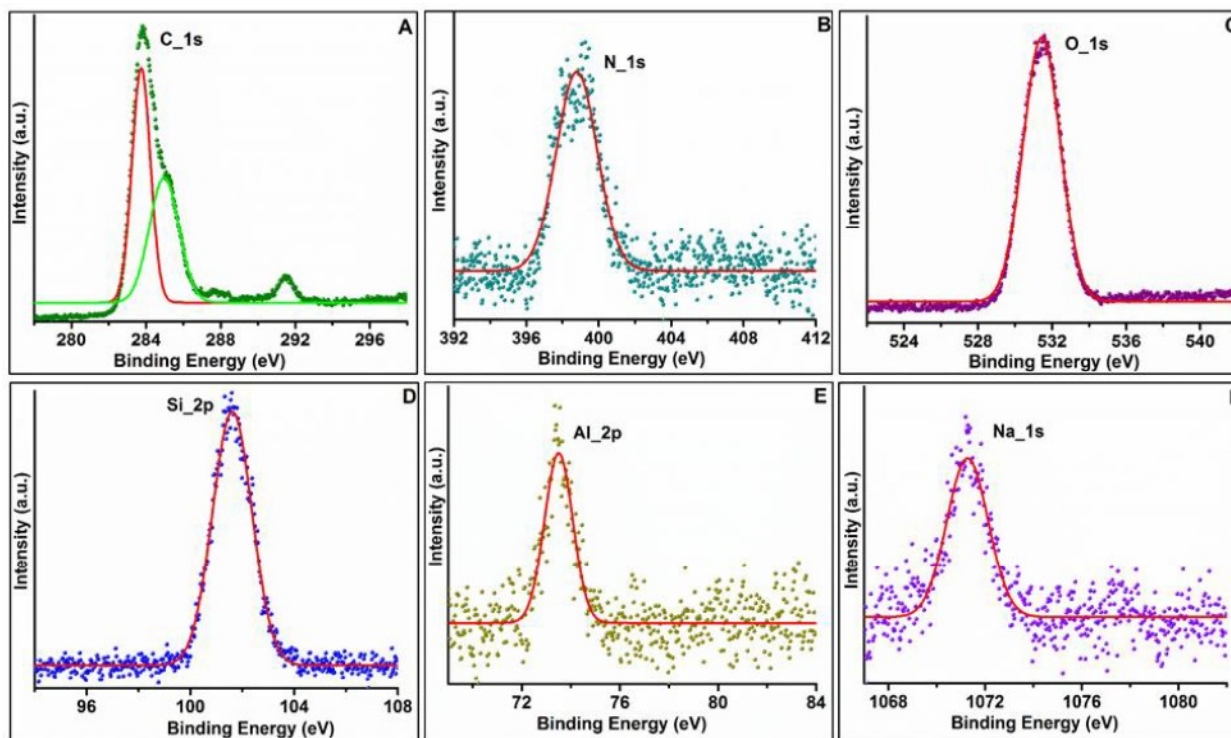 A
C_1s
Intensity (a.u.)
280 284 288 292 296
Binding Energy (eV)
B
N_1s
Intensity (a.u.)
392 396 400 404 408 412
Binding Energy (eV)
O_1s
Intensity (a.u.)
524 528 532 536 540
Binding Energy (eV)
D
Si_2p
Intensity (a.u.)
96 100 104 108
Binding Energy (eV)
E
Al_2p
Intensity (a.u.)
72 76 80 84
Binding Energy (eV)
Na_1s
Intensity (a.u.)
1068 1072 1076 1080
Binding Energy (eV)